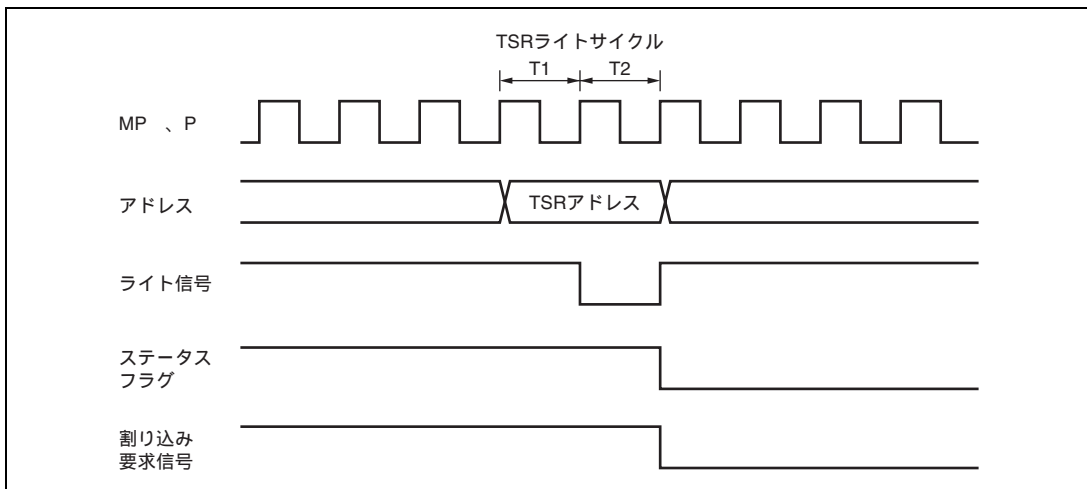 TSRライトサイクル
T1 T2
MP 、P
アドレス
TSRアドレス
ライト信号
ステータス
フラグ
割り込み
要求信号